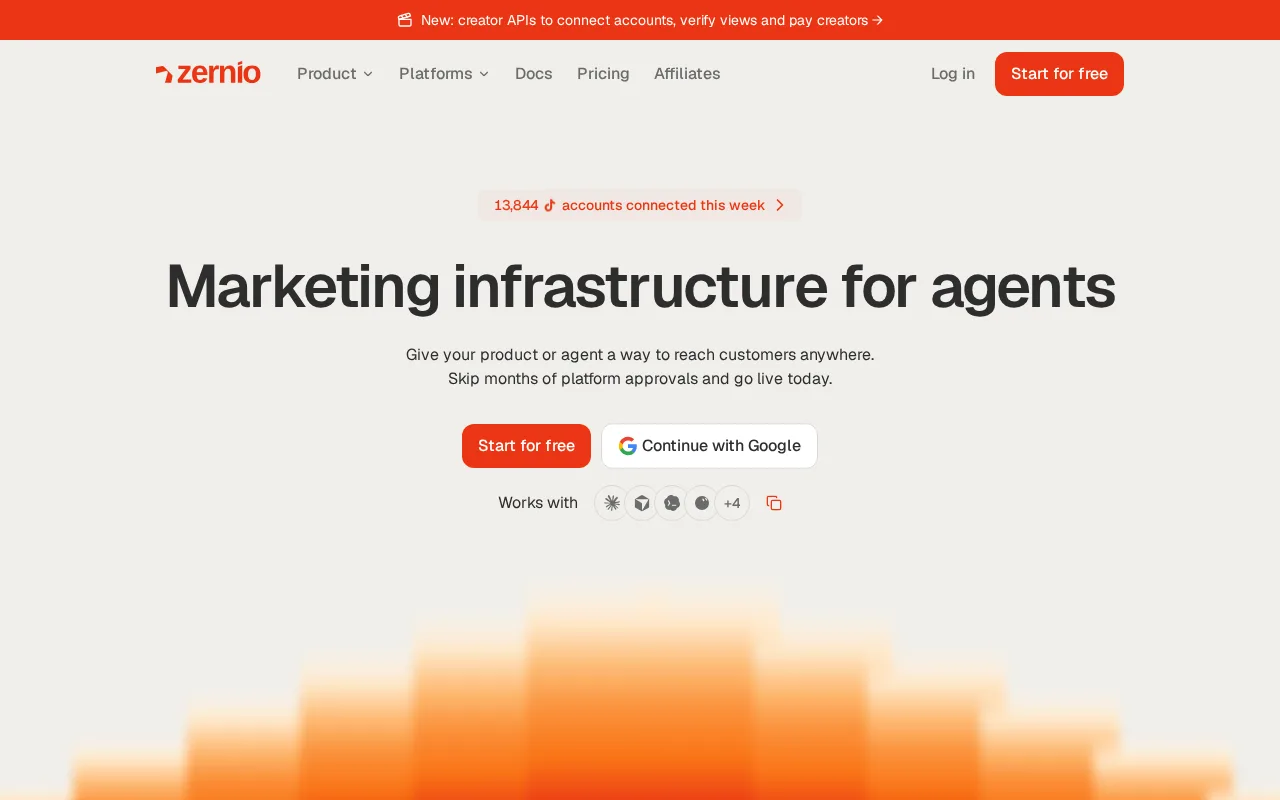 New: creator APIs to connect accounts, verify views and pay creators →
zernio
Product
Platforms
Docs
Pricing
Affiliates
Log in
Start for free
13,844 accounts connected this week
Marketing infrastructure for agents
Give your product or agent a way to reach customers anywhere.
Skip months of platform approvals and go live today.
Start for free
Continue with Google
Works with
+4